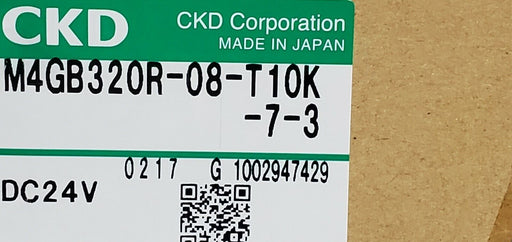 CKD
CKD Corporation
MADE IN JAPAN
M4GB320R-08-T10K
-7-3
0217 G 1002947429
DC24V